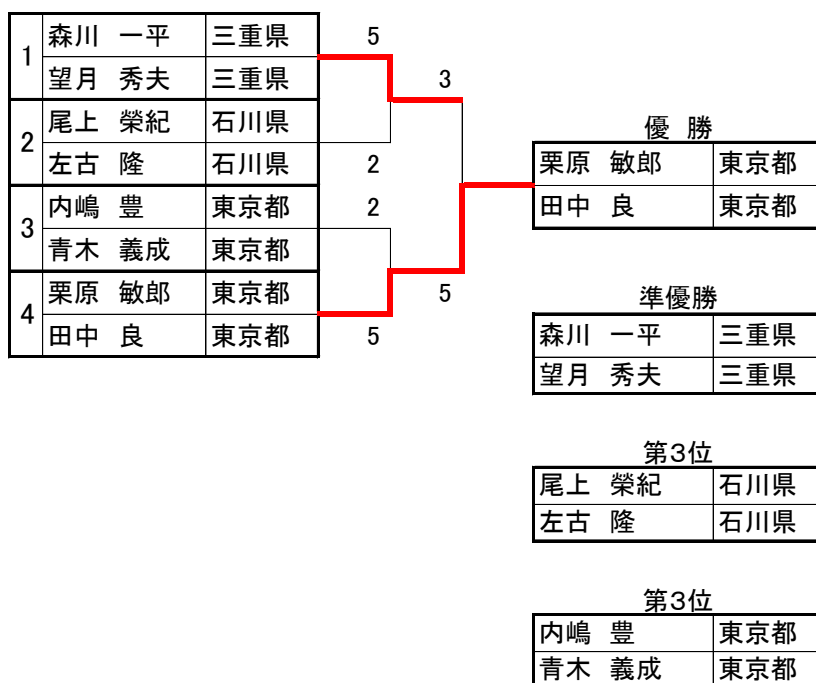 1 森川 一平 三重県 5
望月 秀夫 三重県
3
2 尾上 榮紀 石川県
左古 隆 石川県 2
3 内嶋 豊 東京都 2
青木 義成 東京都
4 栗原 敏郎 東京都 5
田中 良 東京都 5
優 勝
栗原 敏郎 東京都
田中 良 東京都
準優勝
森川 一平 三重県
望月 秀夫 三重県
第3位
尾上 榮紀 石川県
左古 隆 石川県
第3位
内嶋 豊 東京都
青木 義成 東京都